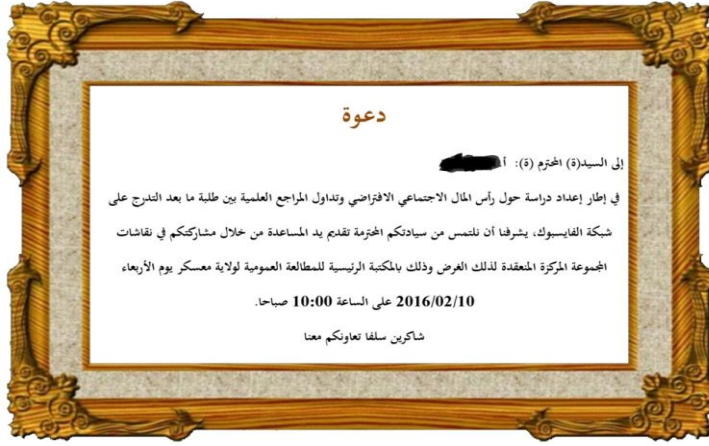 دعوة
إلى السيد(ة) المحترم (ة): أ
في إطار إعداد دراسة حول رأس المال الاجتماعي الافتراضي وتداول المراجع العلمية بين طلبة ما بعد التدرج على
شبكة الفايسبوك، يشرفنا أن نلتمس من سيادتكم المحترمة تقديم يد المساعدة من خلال مشاركتكم في نقاشات
المجموعة المركزة المنعقدة لذلك الغرض وذلك بالمكتبة الرئيسية للمطالعة العمومية لولاية معسكر يوم الأربعاء
2016/02/10 على الساعة 10:00 صباحا.
شاكرين سلفا تعاونكم معنا